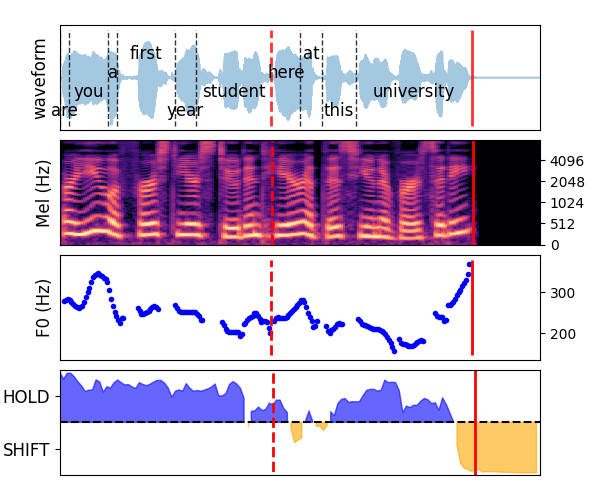 waveform
are
you
a
first
year
student
here
at
this
university
Mel (Hz)
4096
2048
1024
512
0
F0 (Hz)
300
200
HOLD
SHIFT